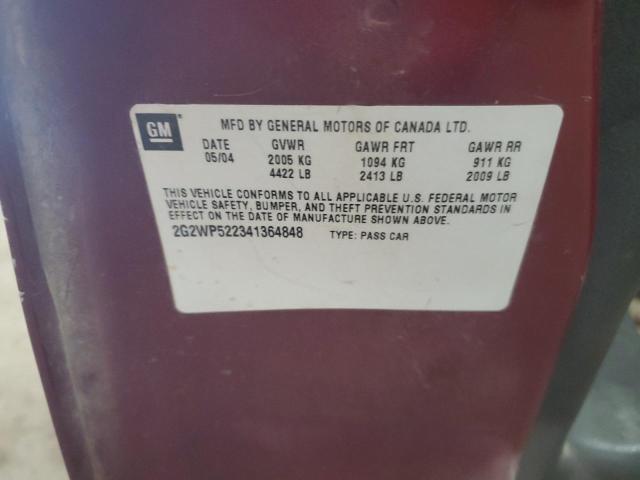 GM
MFD BY GENERAL MOTORS OF CANADA LTD.
DATE GVWR GAWR FRT GAWR RR
05/04 2005 KG 1094 KG 911 KG
4422 LB 2413 LB 2009 LB
THIS VEHICLE CONFORMS TO ALL APPLICABLE U.S. FEDERAL MOTOR
VEHICLE SAFETY, BUMPER, AND THEFT PREVENTION STANDARDS IN
EFFECT ON THE DATE OF MANUFACTURE SHOWN ABOVE.
2G2WP522341364848 TYPE: PASS CAR